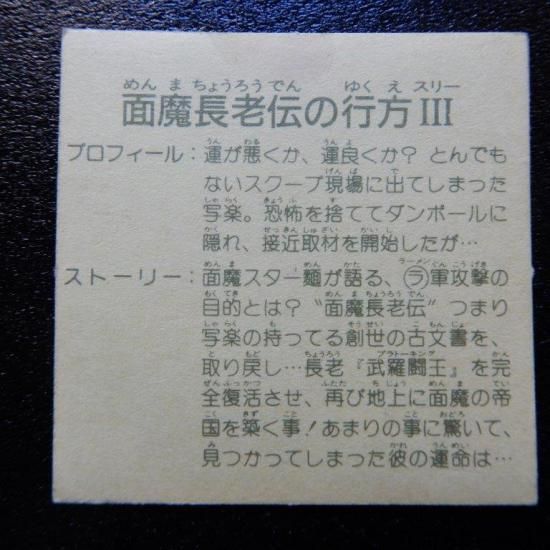 面魔長老伝の行方III
プロフィール：運が悪くか、運良くか？とんでも
ないスクープ現場に出てしまった
写楽。恐怖を捨ててダンボールに
隠れ、接近取材を開始したが…
ストーリー：面魔スター麺が語る、㋶軍攻撃の
目的とは？“面魔長老伝”つまり
写楽の持ってる創世の古文書を、
取り戻し…長老『武羅闘王』を完
全復活させ、再び地上に面魔の帝
国を築く事！あまりの事に驚いて、
見つかってしまった彼の運命は…